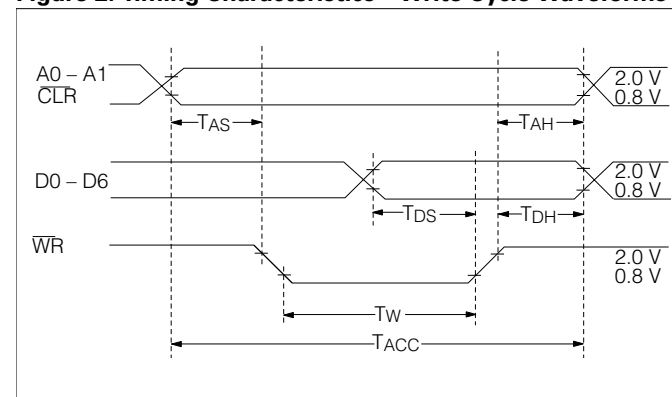 Figure 2. Timing Characteristics—Write Cycle Waveforms
A0 – A1
CLR
2.0 V
0.8 V
TAS
TAH
D0 – D6
2.0 V
0.8 V
TDS
TDH
WR
2.0 V
0.8 V
TW
TACC